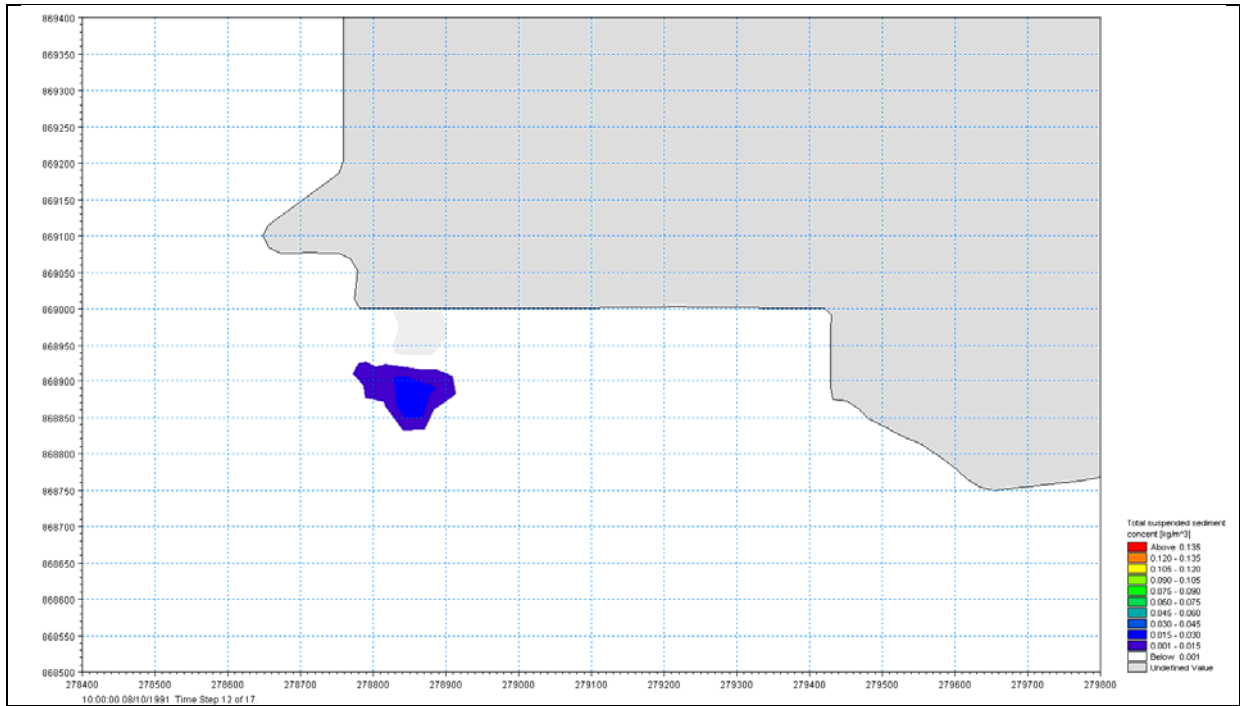 869400
869350
869300
869250
869200
869150
869100
869050
869000
868950
868900
868850
868800
868750
868700
868650
868600
868550
868500
278400 278500 278600 278700 278800 278900 279000 279100 279200 279300 279400 279500 279600 279700 279800
10:00:00 08/10/1991 Time Step 12 of 17.
Total suspended sediment
concent [kg/m^3]
Above 0.135
0.120 - 0.135
0.105 - 0.120
0.090 - 0.105
0.075 - 0.090
0.060 - 0.075
0.045 - 0.060
0.030 - 0.045
0.015 - 0.030
0.001 - 0.015
Below 0.001
Undefined Value